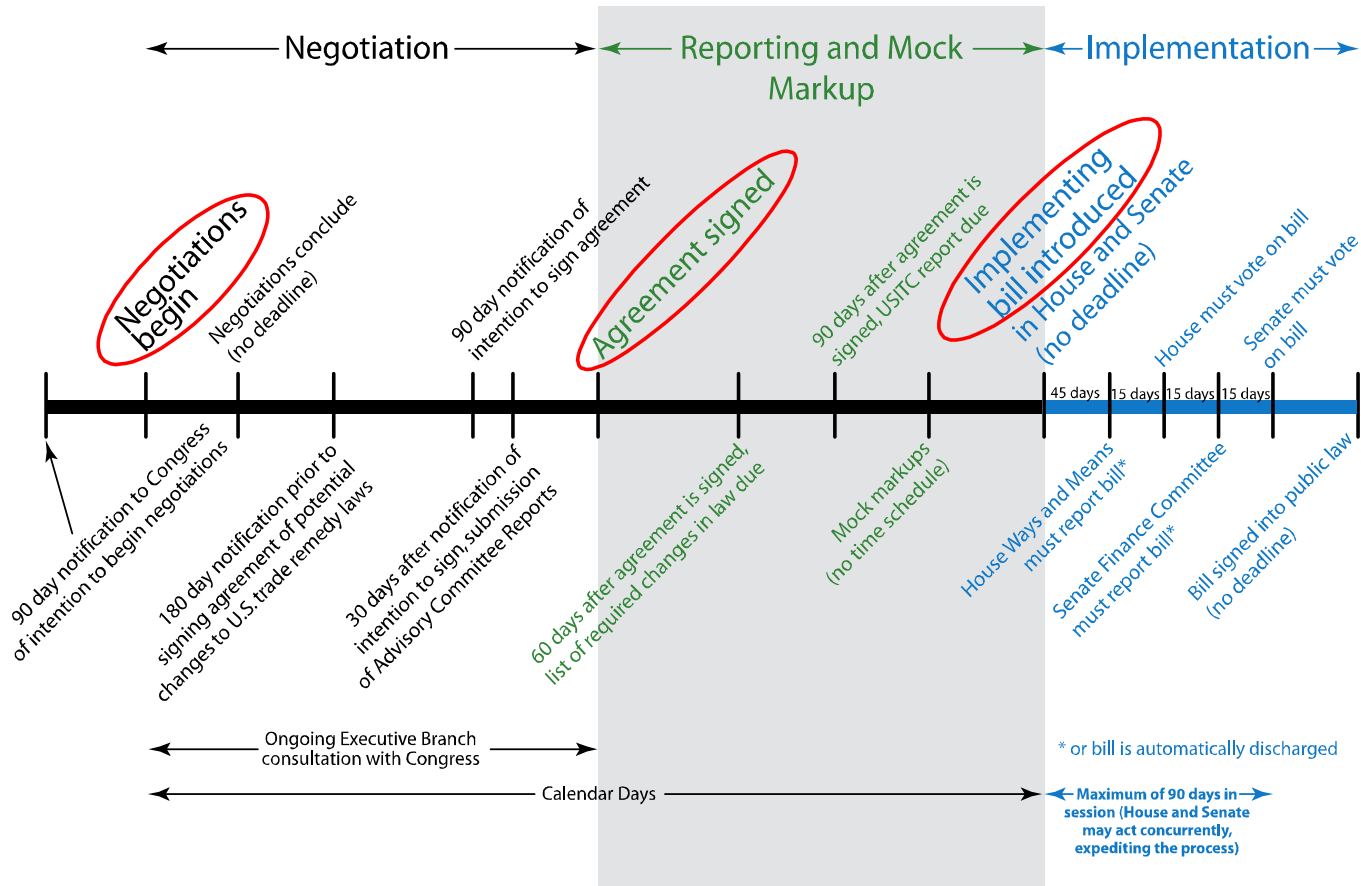 Negotiation
Reporting and Mock
Markup
Implementation
Negotiations
begin
Negotiations conclude
(no deadline)
90 day notification of
intention to sign agreement
Agreement signed
90 days after agreement is
signed, USITC report due
Implementing
bill introduced
in House and Senate
(no deadline)
House must vote on bill
Senate must vote
on bill
45 days
15 days
15 days
15 days
90 day notification to Congress
of intention to begin negotiations
180 day notification prior to
signing agreement of potential
changes to U.S. trade remedy laws
30 days after notification of
intention to sign, submission
of Advisory Committee Reports
60 days after agreement is signed,
list of required changes in law due
Mock markups
(no time schedule)
House Ways and Means
must report bill*
Senate Finance Committee
must report bill*
Bill signed into public law
(no deadline)
Ongoing Executive Branch
consultation with Congress
* or bill is automatically discharged
Calendar Days
Maximum of 90 days in
session (House and Senate
may act concurrently,
expediting the process)